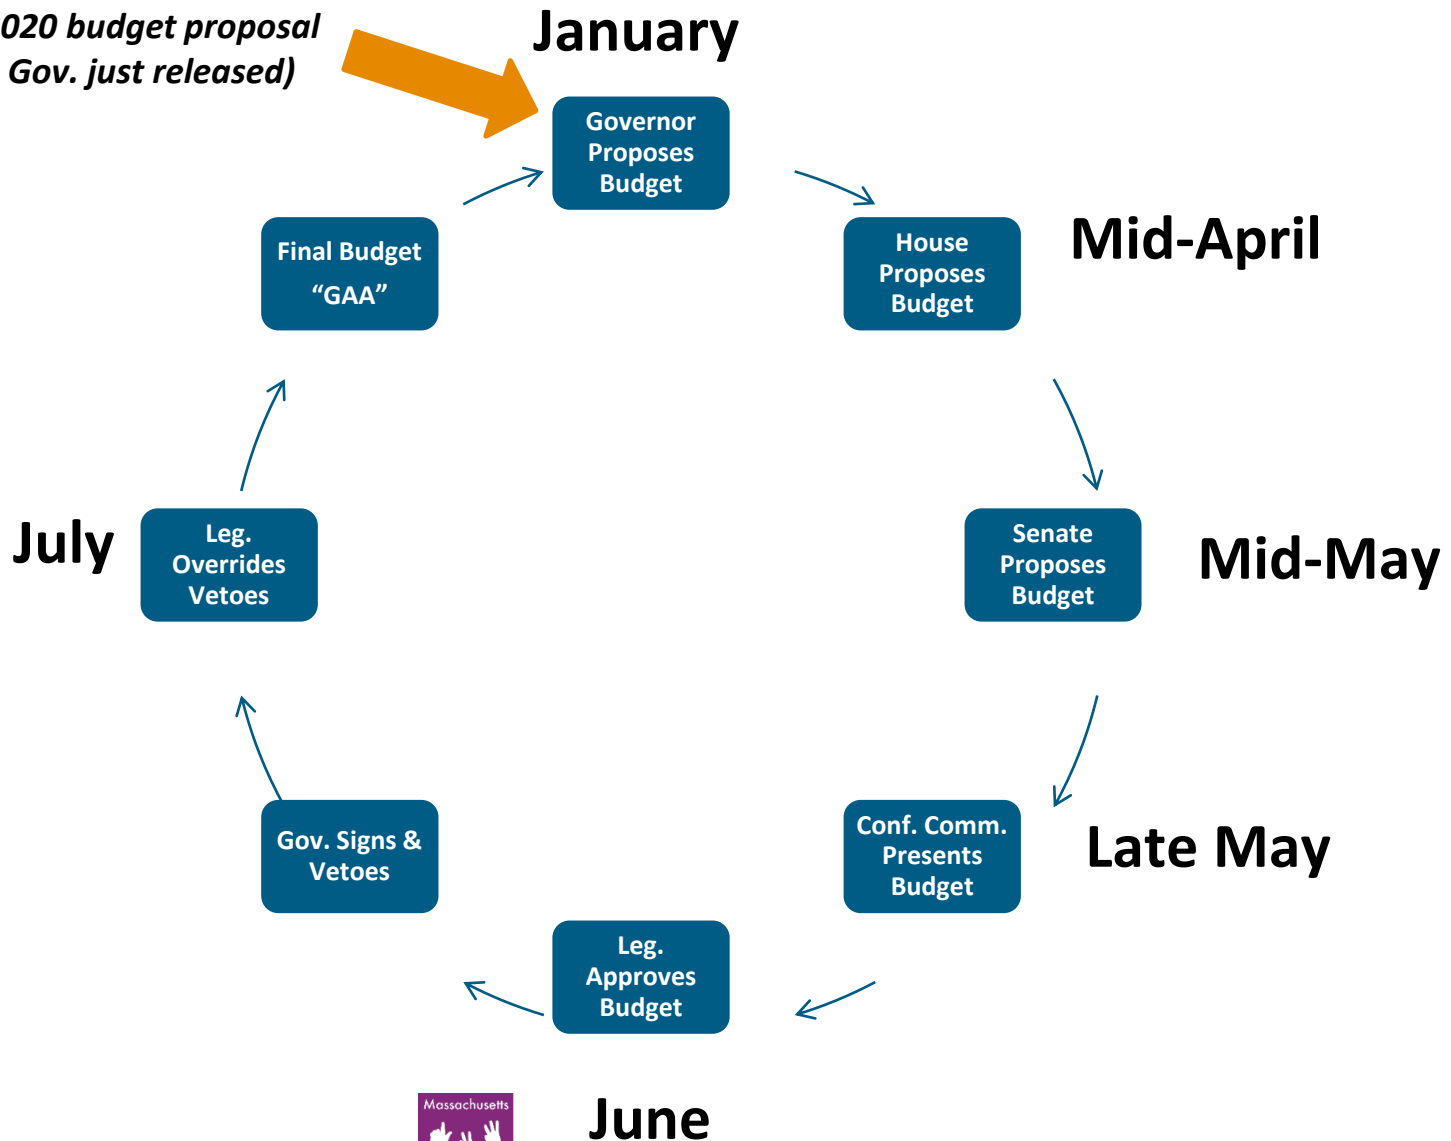 020 budget proposal
Gov. just released)
January
Governor
Proposes
Budget
Final Budget
“GAA”
House
Proposes
Budget
Mid-April
July
Leg.
Overrides
Vetoes
Senate
Proposes
Budget
Mid-May
Gov. Signs &
Vetoes
Conf. Comm.
Presents
Budget
Late May
Leg.
Approves
Budget
Massachusetts
June